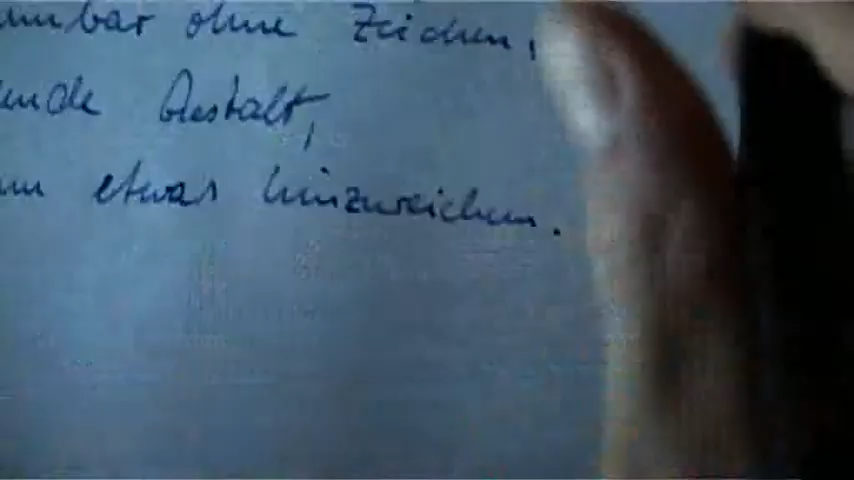 ohne Zeichen,
Gestalt,
etwas hinzureichen.